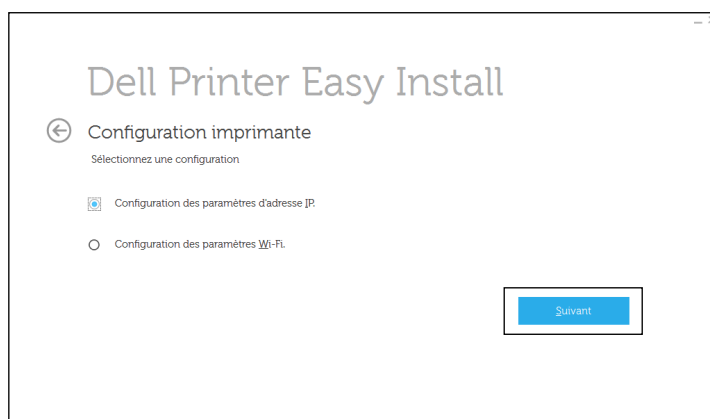 Dell Printer Easy Install
Configuration imprimante
Sélectionnez une configuration
Configuration des paramètres d'adresse IP.
Configuration des paramètres Wi-Fi.
Suivant